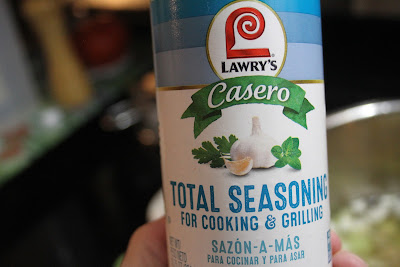 LAWRY'S
Casero
TOTAL SEASONING
FOR COOKING & GRILLING
SAZÓN-A-MÁS
PARA COCINAR Y PARA ASAR